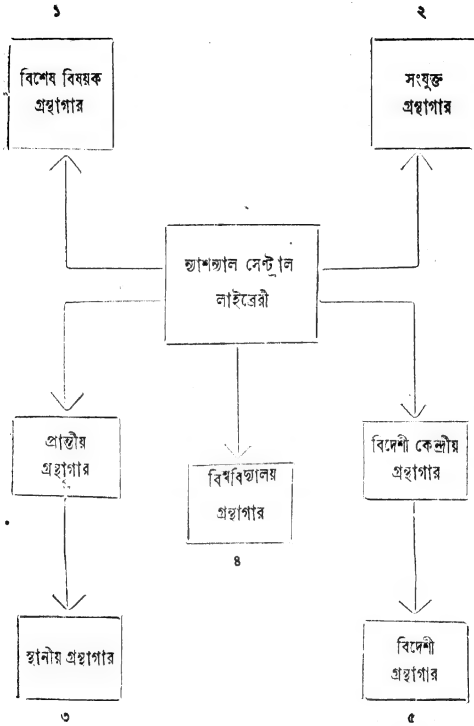 ১
২
বিশেষ বিষয়ক
গ্রন্থাগার
সংযুক্ত
গ্রন্থাগার
ন্যাশন্যাল সেন্ট্রাল
লাইব্রেরী
প্রান্তীয়
গ্রন্থাগার
বিশ্ববিদ্যালয়
গ্রন্থাগার
৪
বিদেশী কেন্দ্রীয়
গ্রন্থাগার
স্থানীয় গ্রন্থাগার
৩
বিদেশী
গ্রন্থাগার
৫